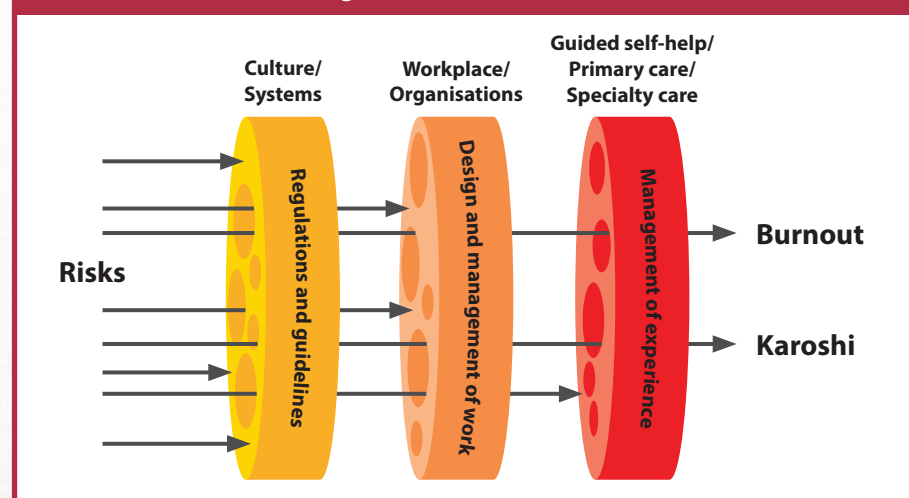 Culture/
Systems
Workplace/
Organisations
Guided self-help/
Primary care/
Specialty care
Risks
Regulations and guidelines
Design and management of work
Management of experience
Burnout
Karoshi